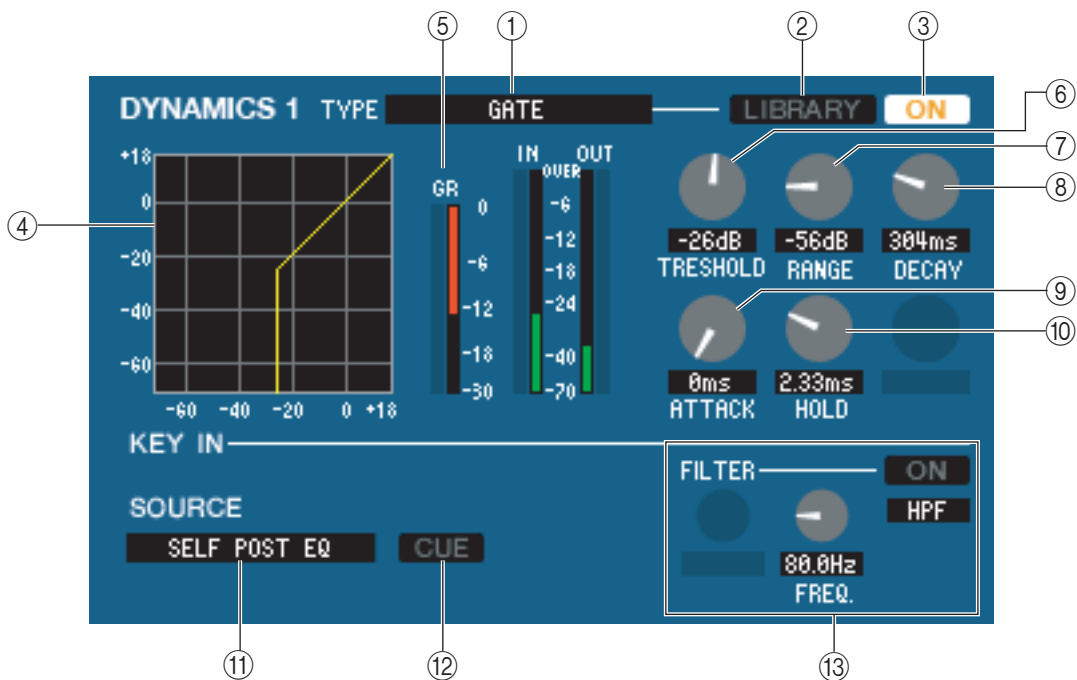 ⑤ ① ② ③
DYNAMICS 1 TYPE GATE LIBRARY ON
⑥
⑦
⑧
④
+18
0
-20
-40
-60
-60 -40 -20 0 +18
GR
0
-6
-12
-18
-30
IN OUT
OVER
-6
-12
-18
-24
-40
-70
-26dB -56dB 304ms
TRESHOLD RANGE DECAY
⑨
⑩
0ms 2.33ms
ATTACK HOLD
KEY IN
FILTER ON
HPF
SOURCE
SELF POST EQ CUE
80.0Hz
FREQ.
⑪ ⑫ ⑬